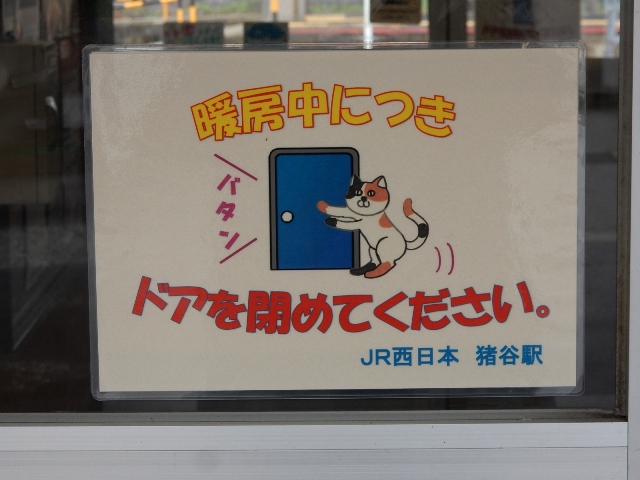 暖房中につき
バタン
ドアを閉めてください。
JR西日本 猪谷駅